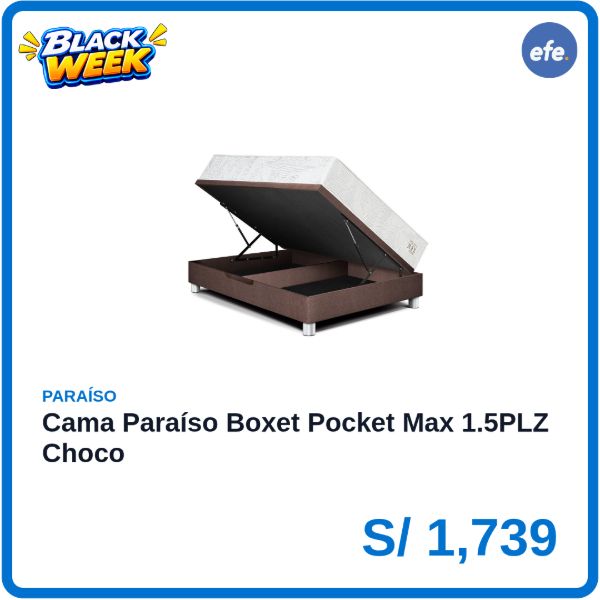 BLACK
WEEK
efe.
PARAÍSO
Cama Paraíso Boxet Pocket Max 1.5PLZ
Choco
S/ 1,739